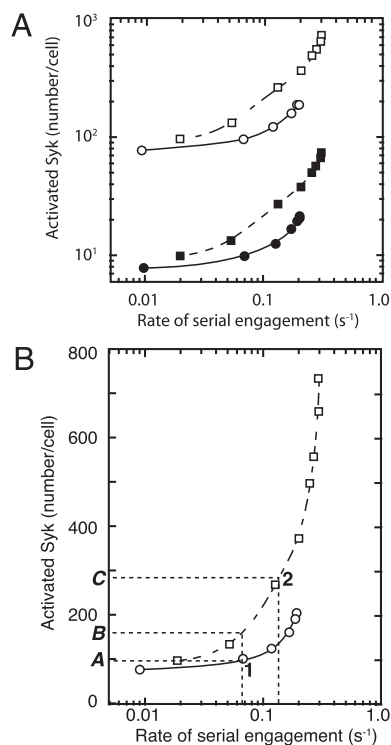 A
Activated Syk (number/cell)
10³
10²
10¹
0.01 0.1 1.0
Rate of serial engagement (s⁻¹)
B
Activated Syk (number/cell)
800
600
400
C 2
200
B
A 1
0
0.01 0.1 1.0
Rate of serial engagement (s⁻¹)